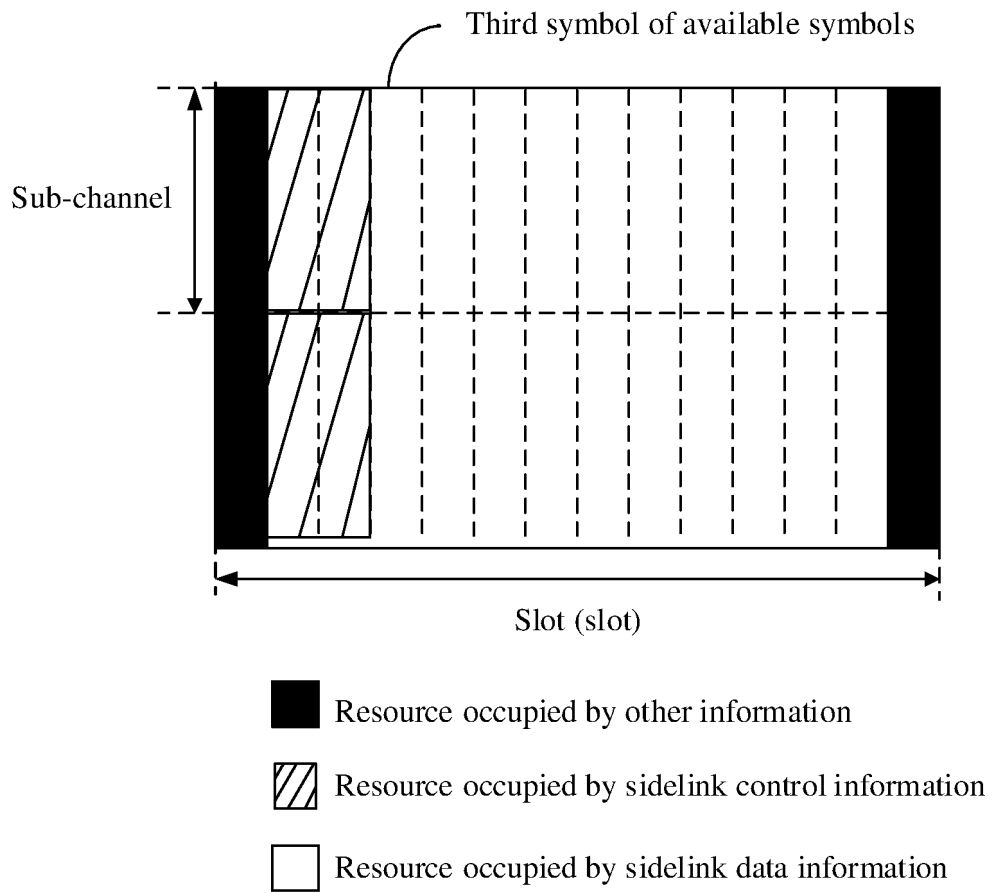 Third symbol of available symbols
Sub-channel
Slot (slot)
Resource occupied by other information
Resource occupied by sidelink control information
Resource occupied by sidelink data information